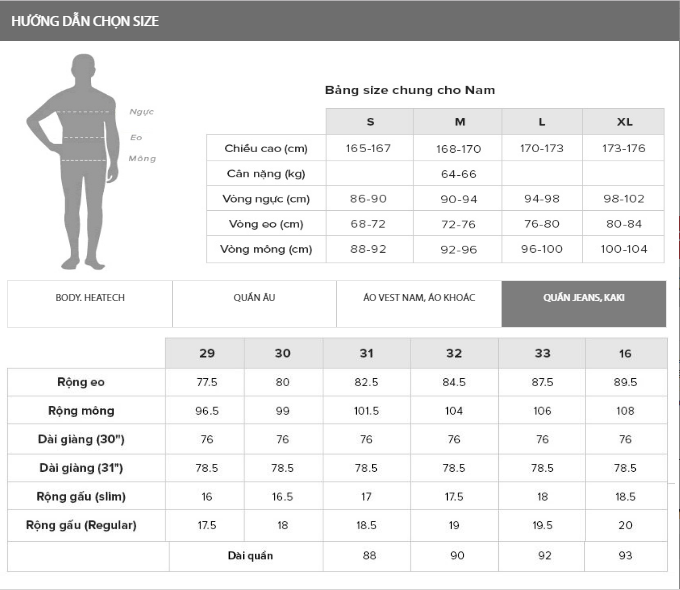 HƯỚNG DẪN CHỌN SIZE
Ngực
Eo
Mông
Bảng size chung cho Nam
S M L XL
Chiều cao (cm) 165-167 168-170 170-173 173-176
Cân nặng (kg) 64-66
Vòng ngực (cm) 86-90 90-94 94-98 98-102
Vòng eo (cm) 68-72 72-76 76-80 80-84
Vòng mông (cm) 88-92 92-96 96-100 100-104
BODY. HEATECH QUẦN ÂU ÁO VEST NAM, ÁO KHOÁC QUẦN JEANS, KAKI
29 30 31 32 33 16
Rộng eo 77.5 80 82.5 84.5 87.5 89.5
Rộng mông 96.5 99 101.5 104 106 108
Dài giàng (30") 76 76 76 76 76 76
Dài giàng (31") 78.5 78.5 78.5 78.5 78.5 78.5
Rộng gấu (slim) 16 16.5 17 17.5 18 18.5
Rộng gấu (Regular) 17.5 18 18.5 19 19.5 20
Dài quần 88 90 92 93